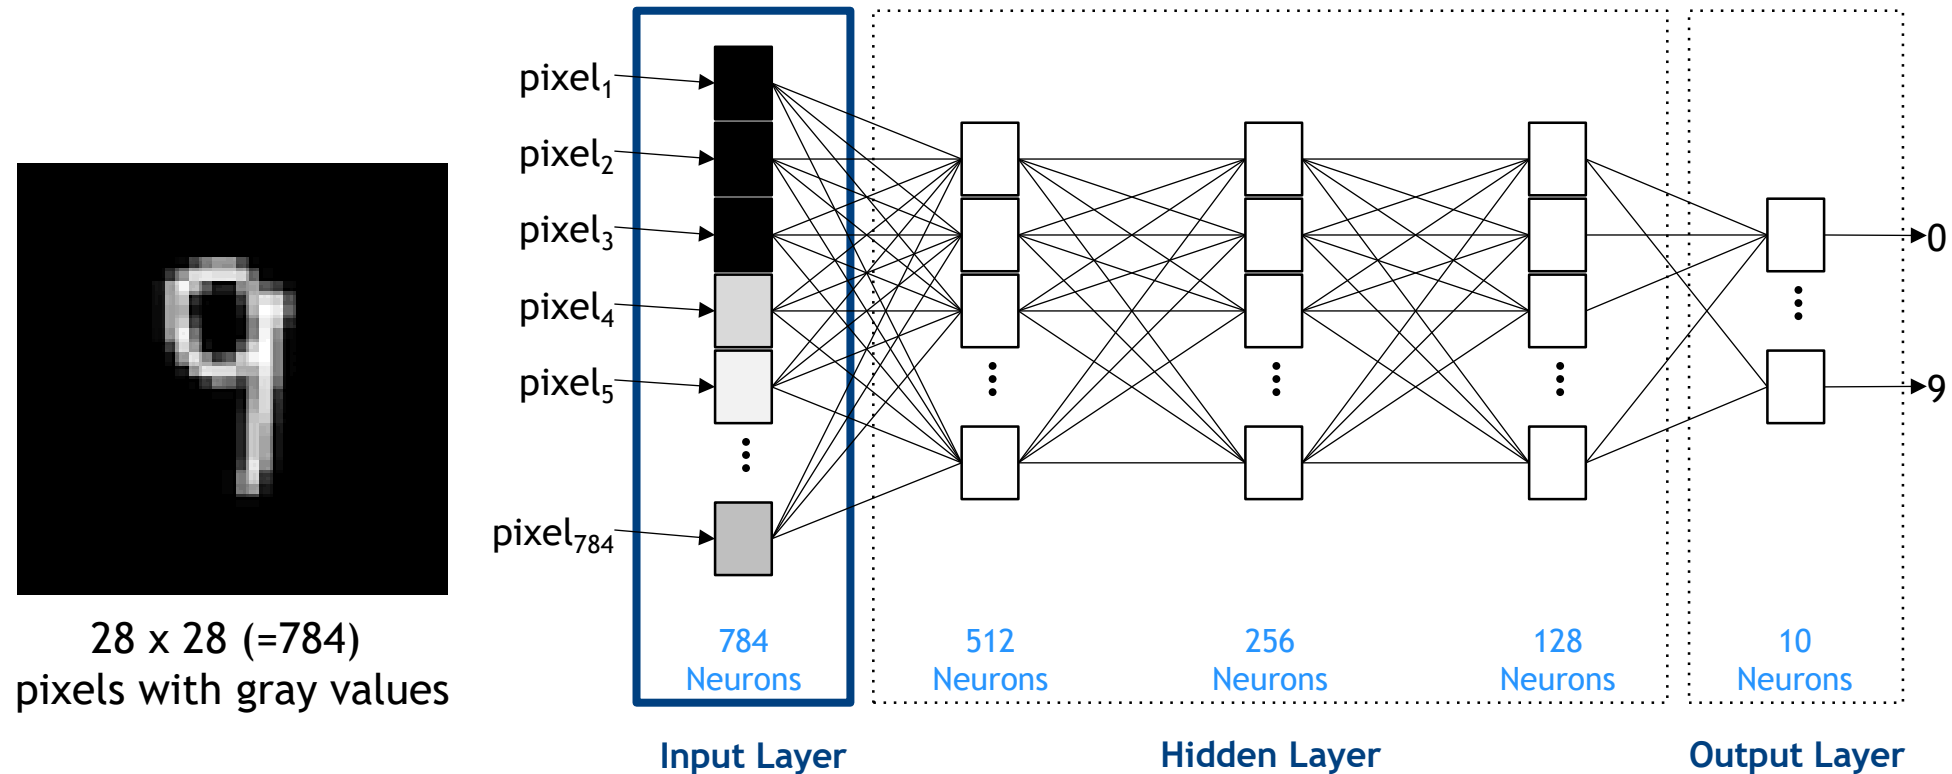 pixel₁
pixel₂
pixel₃
pixel₄
pixel₅
pixel₇₈₄
0
9
28 x 28 (=784)
pixels with gray values
784
Neurons
512
Neurons
256
Neurons
128
Neurons
10
Neurons
Input Layer
Hidden Layer
Output Layer